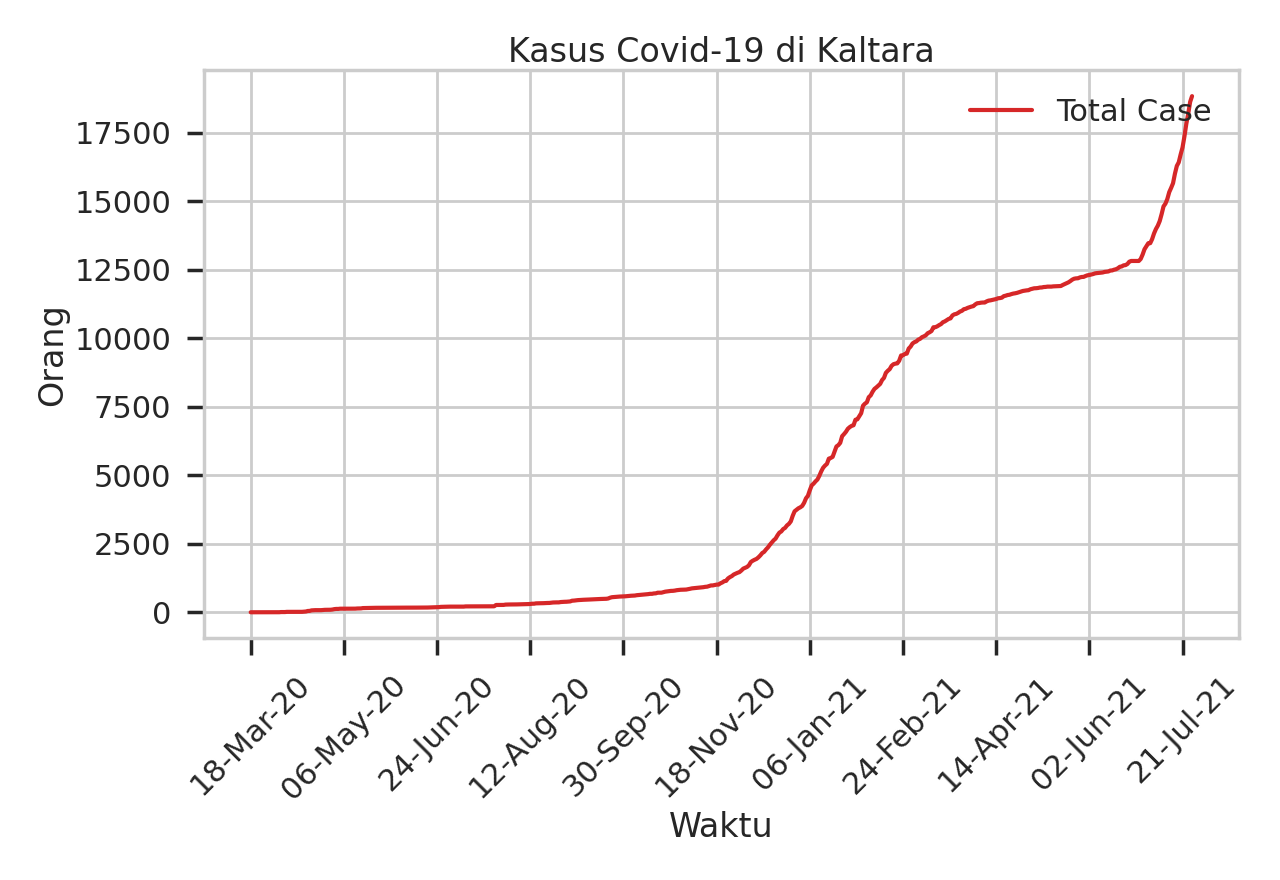 Kasus Covid-19 di Kaltara
Total Case
17500
15000
12500
10000
7500
5000
2500
0
Orang
18-Mar-20
06-May-20
24-Jun-20
12-Aug-20
30-Sep-20
18-Nov-20
06-Jan-21
24-Feb-21
14-Apr-21
02-Jun-21
21-Jul-21
Waktu